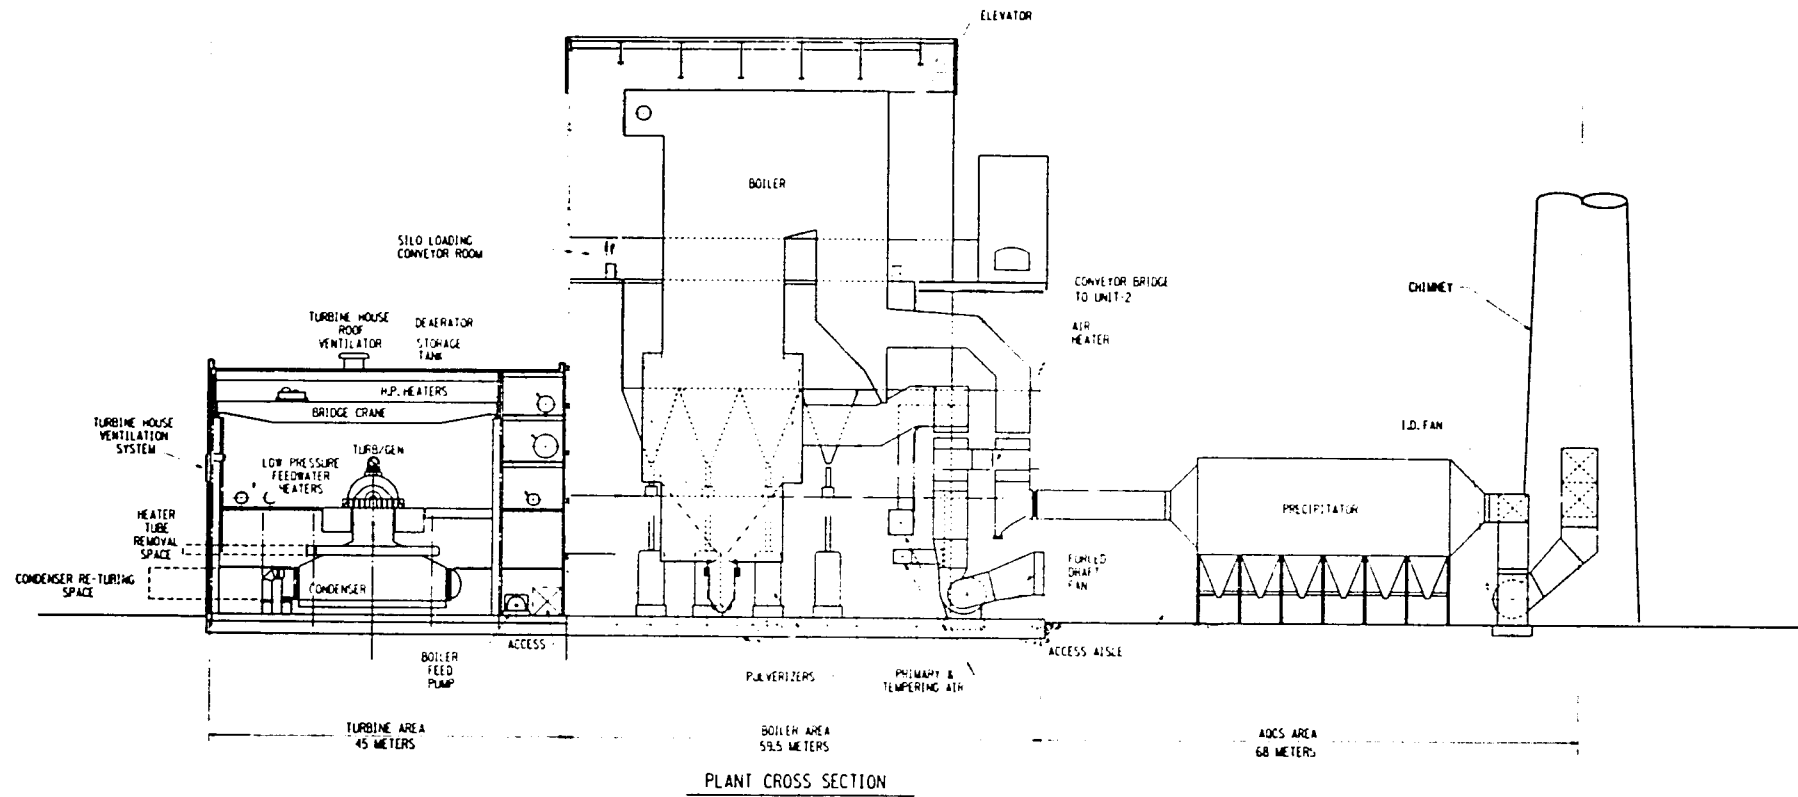 ELEVATOR
BOILER
SILO LOADING
CONVEYOR ROOM
CONVEYOR BRIDGE
TO UNIT-2
AIR
HEATER
CHIMNEY
TURBINE HOUSE
ROOF
VENTILATOR
DEAERATOR
STORAGE
TANK
H.P. HEATERS
BRIDGE CRANE
TURBINE HOUSE
VENTILATION
SYSTEM
TURB/GEN
LOW PRESSURE
FEEDWATER
HEATERS
I.D. FAN
PRECIPITATOR
HEATER
TUBE
REMOVAL
SPACE
CONDENSER RE-TUBING
SPACE
CONDENSER
FORCED
DRAFT
FAN
ACCESS
BOILER
FEED
PUMP
PULVERIZERS
PRIMARY &
TEMPERING AIR
ACCESS AISLE
TURBINE AREA
45 METERS
BOILER AREA
59.5 METERS
AQCS AREA
68 METERS
PLANT CROSS SECTION